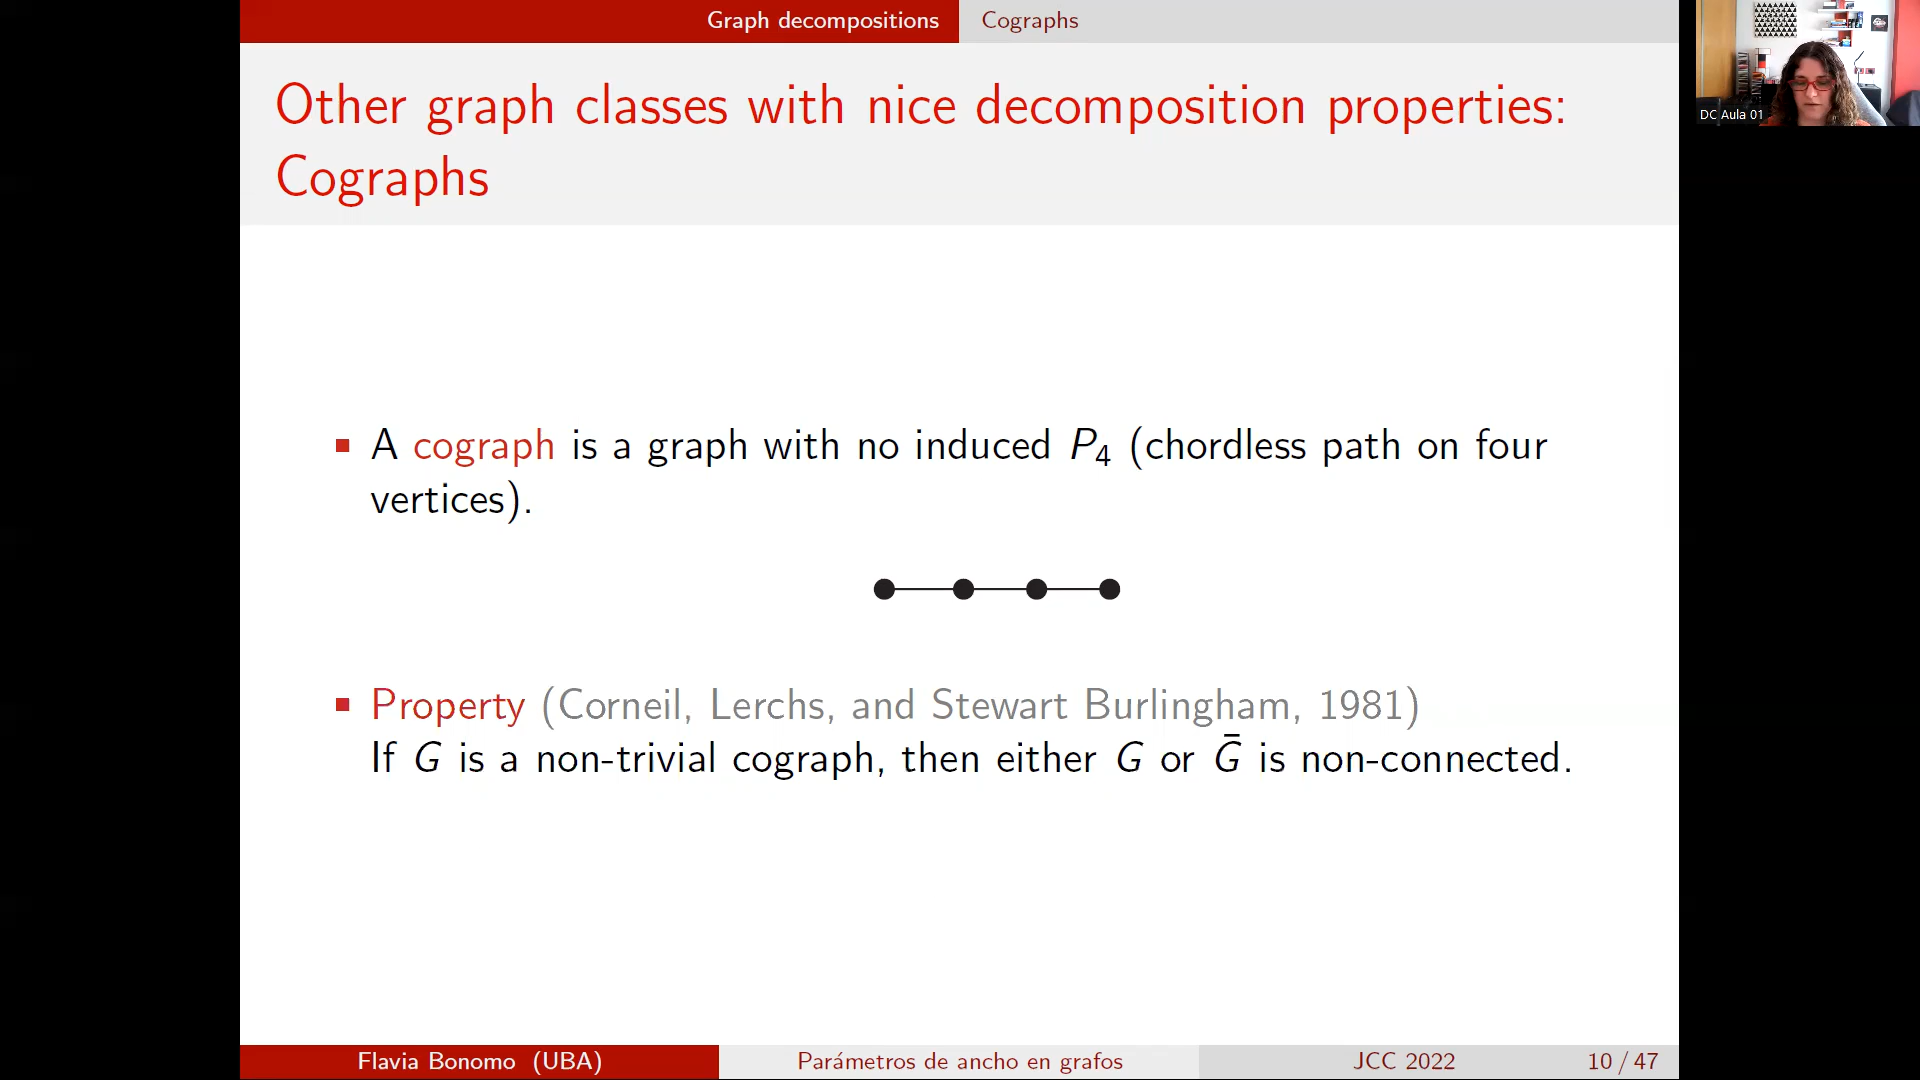 Graph decompositions Cographs
Other graph classes with nice decomposition properties:
Cographs
A cograph is a graph with no induced P₄ (chordless path on four
vertices).
Property (Corneil, Lerchs, and Stewart Burlingham, 1981)
If G is a non-trivial cograph, then either G or Ḡ is non-connected.
Flavia Bonomo (UBA) Parámetros de ancho en grafos JCC 2022 10 / 47
DC Aula 01